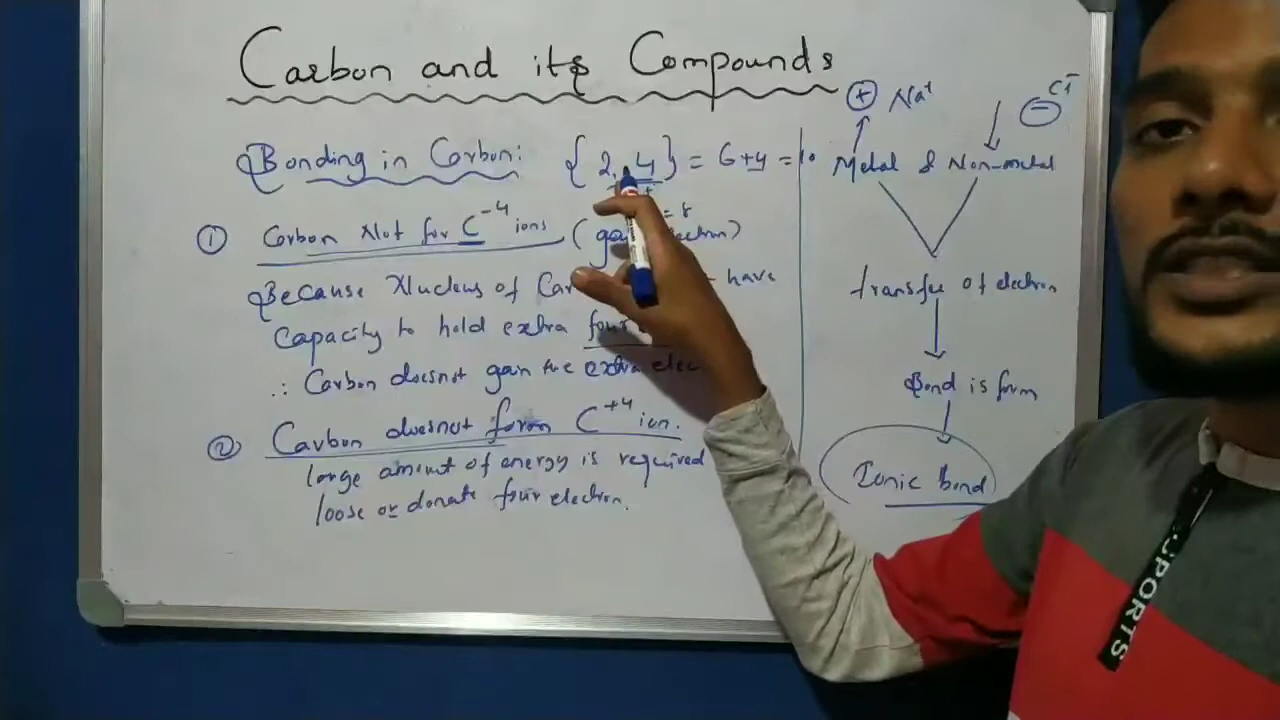 Carbon and its Compounds
Bonding in Carbon: {2,4} = 6+4 = 10
= 8
① Carbon Not for C⁻⁴ ions (
Because Nucleus of have
Capacity to hold extra four
∴ Carbon doesnot gan extra elec
② Carbon doesnot form C⁺⁴ ion.
large amount of energy is required
loose or donate four electron.
⊕ Na⁺
⊖ Cl⁻
Metal & Non-metal
transfer of electron
Bond is form
Ionic bond
SPORTS